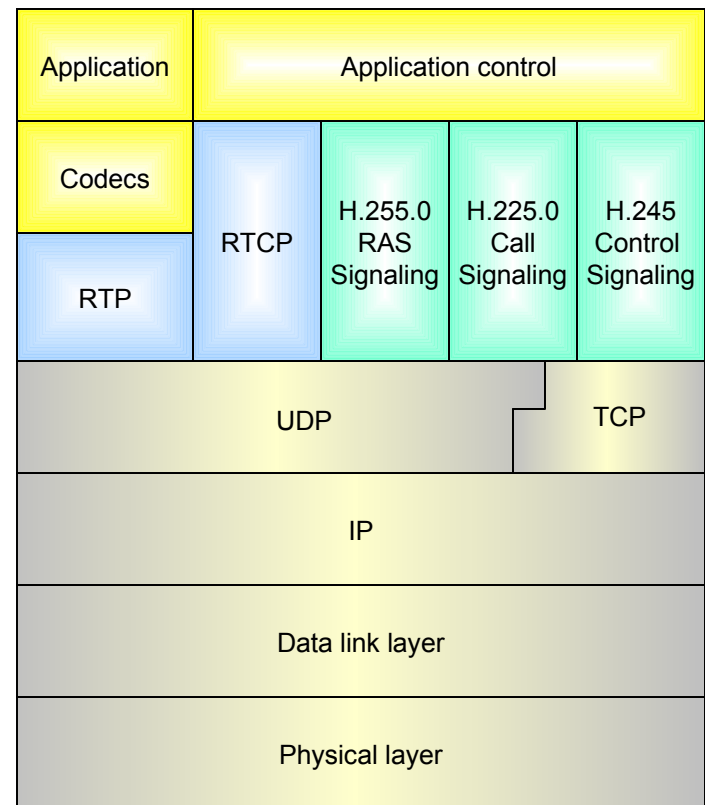 Application
Application control
Codecs
RTP
RTCP
H.255.0
RAS
Signaling
H.225.0
Call
Signaling
H.245
Control
Signaling
UDP
TCP
IP
Data link layer
Physical layer